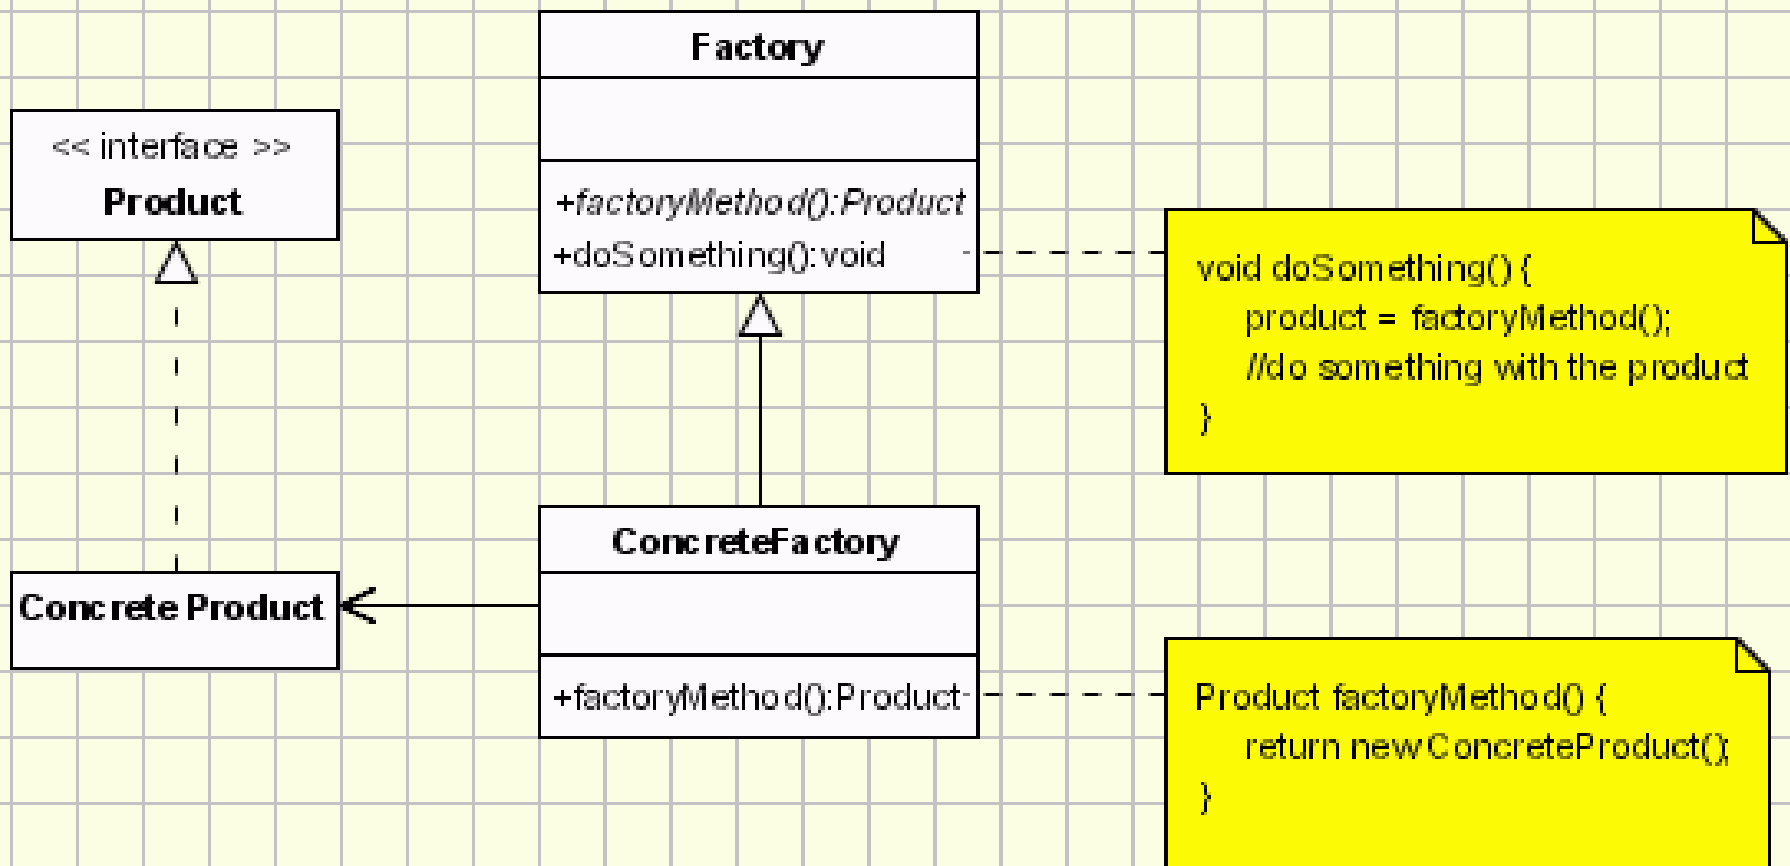 Factory
+factoryMethod():Product
+doSomething():void
<< interface >>
Product
void doSomething() {
product = factoryMethod();
//do something with the product
}
ConcreteFactory
+factoryMethod():Product
Concrete Product
Product factoryMethod() {
return new ConcreteProduct();
}